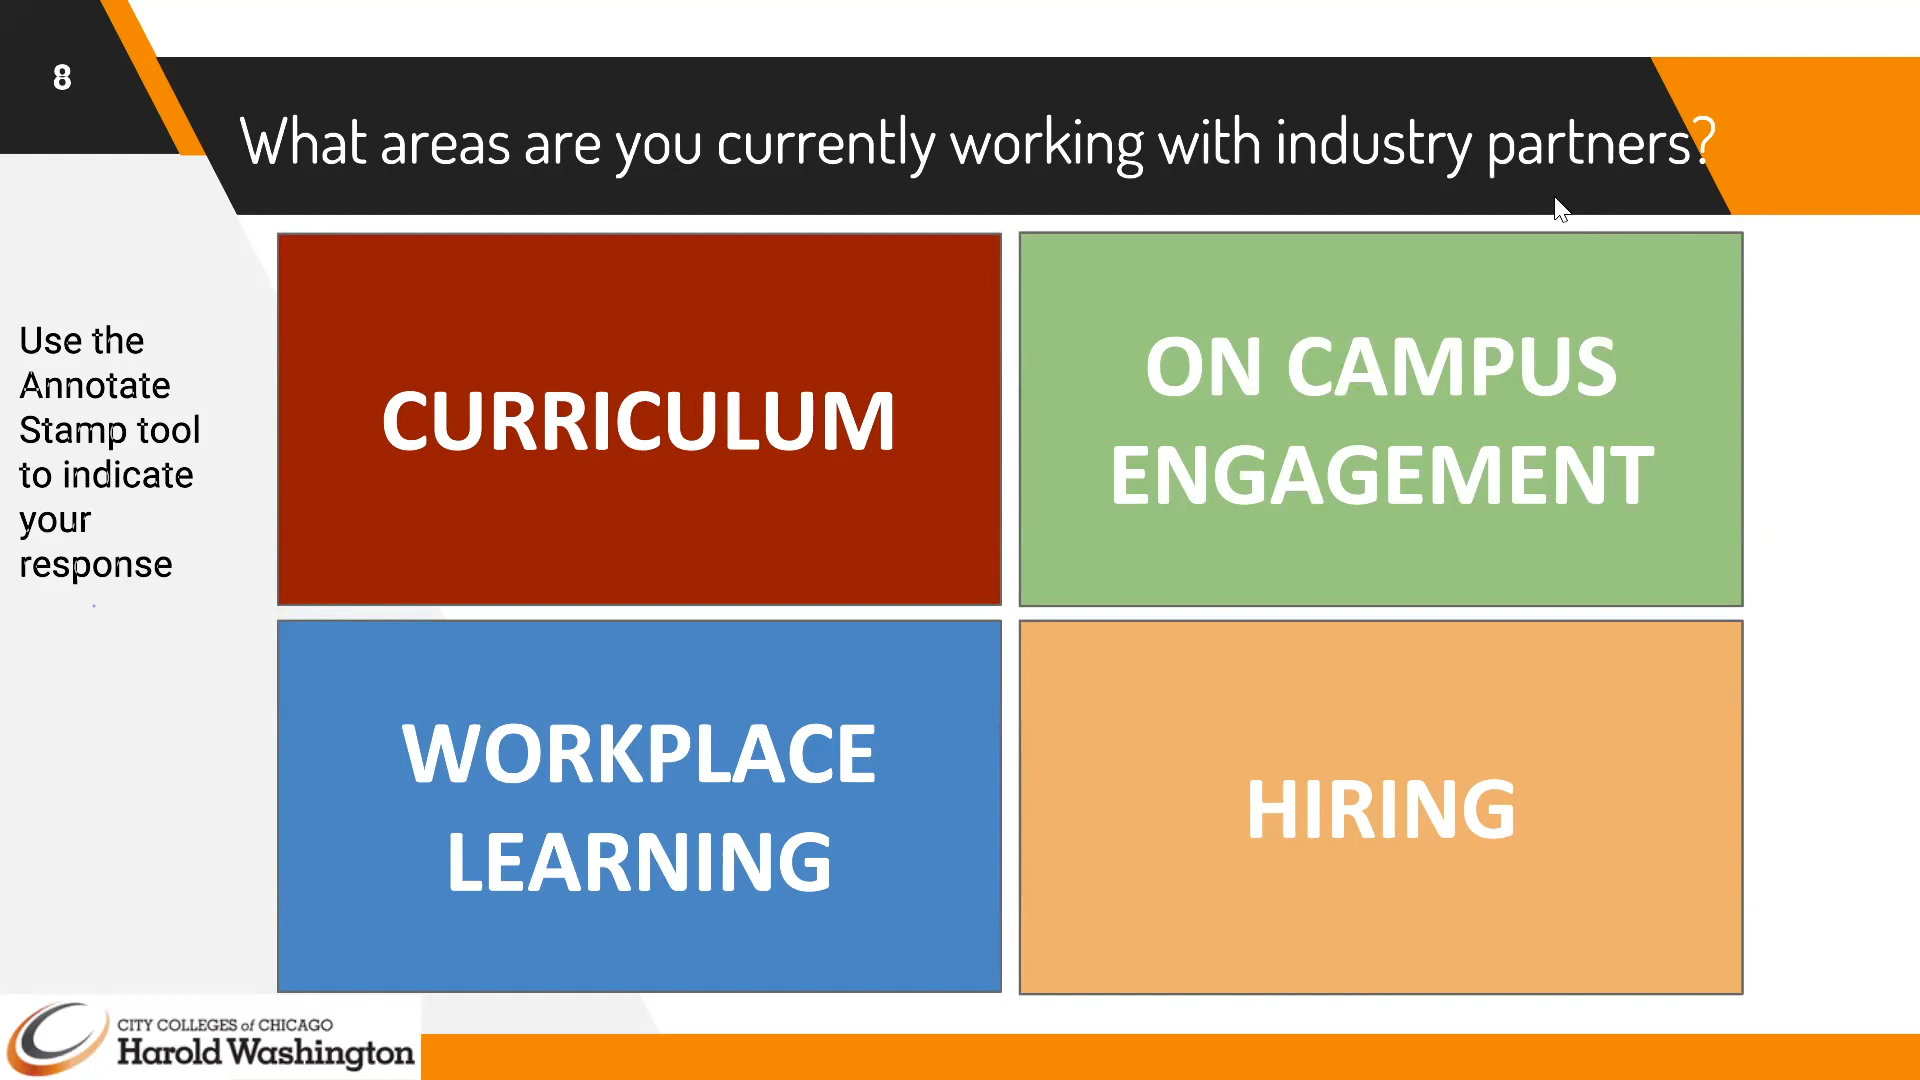 8
What areas are you currently working with industry partners?
Use the
Annotate
Stamp tool
to indicate
your
response
CURRICULUM
ON CAMPUS
ENGAGEMENT
WORKPLACE
LEARNING
HIRING
CITY COLLEGES of CHICAGO
Harold Washington